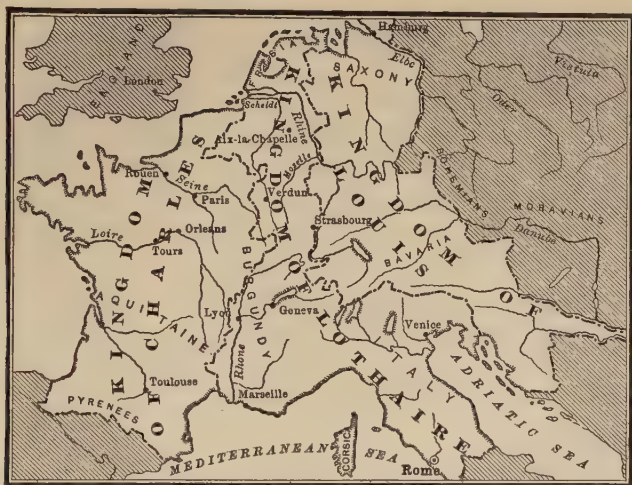 Hamburg
ENGLAND
London
FRISIA
SAXONY
Elbe
Vistula
Oder
Scheldt
Rhine
Aix-la-Chapelle
Moselle
Rouen
Seine
Paris
Verdun
BOHEMIANS
MORAVIANS
Strasbourg
Danube
Loire
Orleans
Tours
BAVARIA
BURGUNDY
AQUITAINE
Lyon
Geneva
Venice
Rhone
ITALY
Toulouse
Marseille
PYRENEES
ADRIATIC SEA
MEDITERRANEAN SEA
CORSIC
Rome
KINGDOM OF CHARLES
KINGDOM OF LOTHAIRE
KINGDOM OF LOUIS